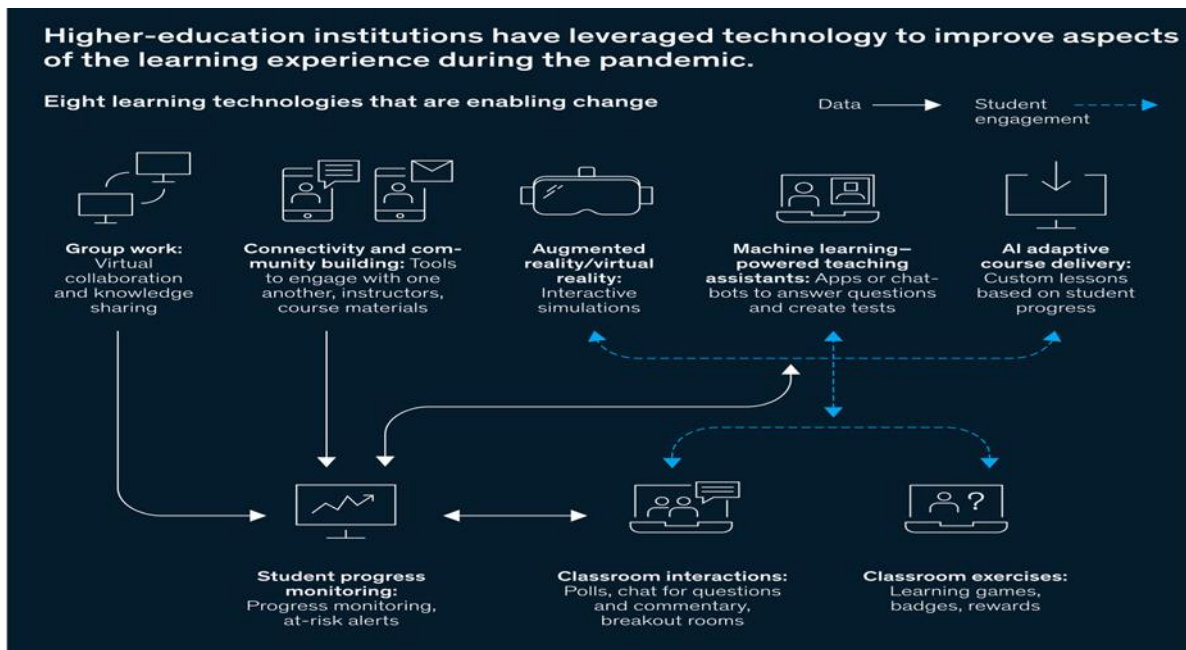 Higher-education institutions have leveraged technology to improve aspects
of the learning experience during the pandemic.
Eight learning technologies that are enabling change
Data
Student
engagement
Group work:
Virtual
collaboration
and knowledge
sharing
Connectivity and com-
munity building: Tools
to engage with one
another, instructors,
course materials
Augmented
reality/virtual
reality:
Interactive
simulations
Machine learning–
powered teaching
assistants: Apps or chat-
bots to answer questions
and create tests
AI adaptive
course delivery:
Custom lessons
based on student
progress
Student progress
monitoring:
Progress monitoring,
at-risk alerts
Classroom interactions:
Polls, chat for questions
and commentary,
breakout rooms
?
Classroom exercises:
Learning games,
badges, rewards